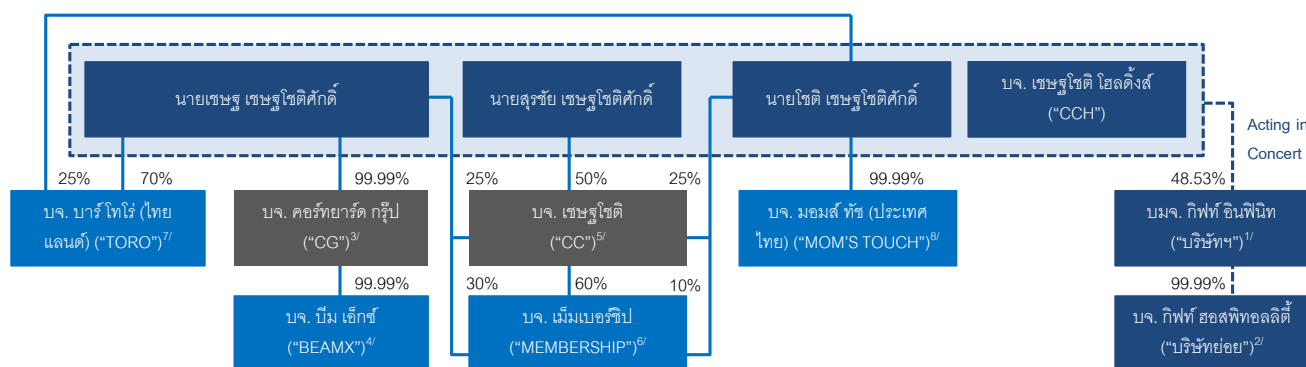 นายเชษฐ เชษฐโชติศักดิ์
นายสุรชัย เชษฐโชติศักดิ์
นายโชติ เชษฐโชติศักดิ์
บจ. เชษฐโชติ โฮลดิ้งส์
("CCH")
Acting in
Concert
25%
70%
99.99%
25%
50%
25%
99.99%
48.53%
บจ. บาร์ โทโร่ (ไทย
แลนด์) ("TORO")7/
บจ. คอร์ทยาร์ด กรุ๊ป
("CG")3/
บจ. เชษฐโชติ
("CC")5/
บจ. มอมส์ ทัช (ประเทศ
ไทย) ("MOM'S TOUCH")8/
บมจ. กิฟท์ อินฟินิท
("บริษัทฯ")1/
99.99%
30%
60%
10%
99.99%
บจ. บีม เอ็กซ์
("BEAMX")4/
บจ. เม็มเบอร์ชิป
("MEMBERSHIP")6/
บจ. กิฟท์ ฮอสพิทอลลิตี้
("บริษัทย่อย")2/